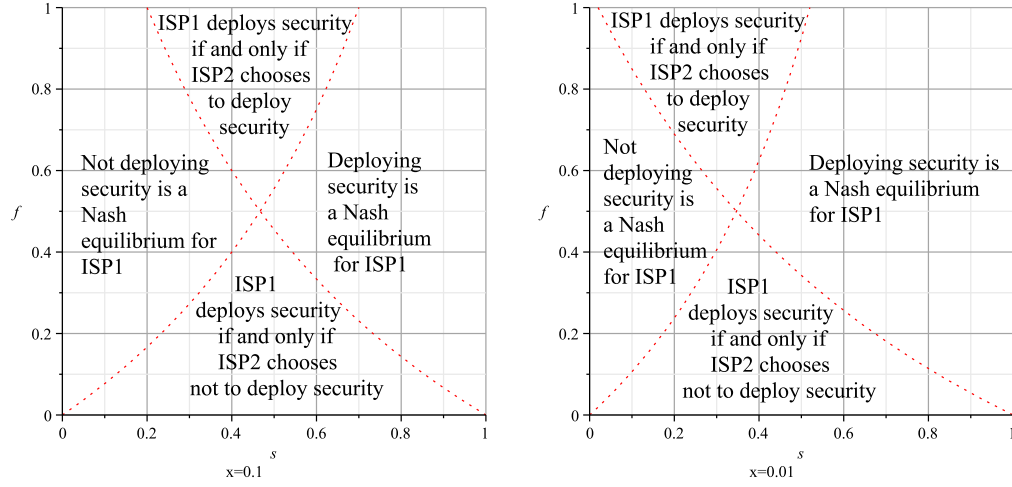 1
ISP1 deploys security
if and only if
ISP2 chooses
to deploy
security
0.8
0.6
Not deploying
security is a
Nash
equilibrium for
ISP1
Deploying
security is
a Nash
equilibrium
for ISP1
f
0.4
ISP1
deploys security
if and only if
ISP2 chooses
not to deploy security
0.2
0
0
0.2
0.4
0.6
0.8
1
s
x=0.1
1
ISP1 deploys security
if and only if
ISP2 chooses
to deploy
security
0.8
0.6
Not
deploying
security is
a Nash
equilibrium
for ISP1
Deploying security is
a Nash equilibrium
for ISP1
f
0.4
ISP1
deploys security
if and only if
ISP2 chooses
not to deploy security
0.2
0
0
0.2
0.4
0.6
0.8
1
s
x=0.01